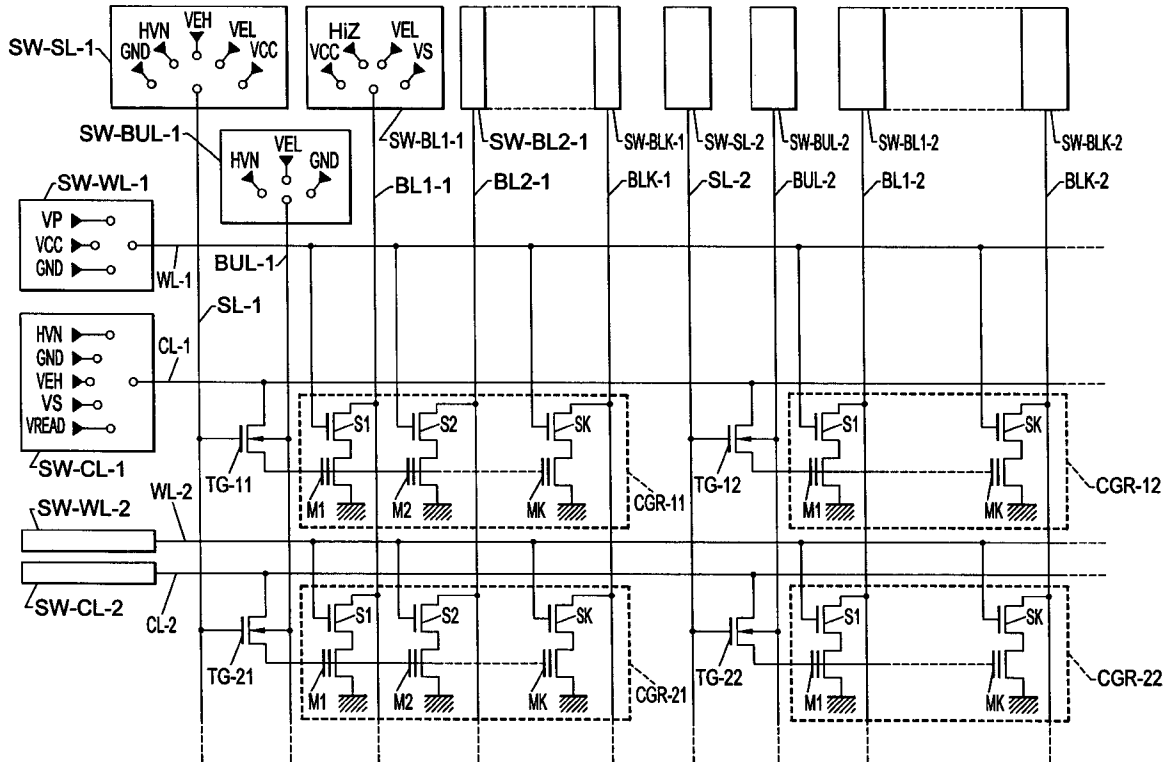 SW-SL-1
GND
HVN
VEH
VEL
VCC
VCC
HiZ
VEL
VS
SW-BUL-1
HVN
VEL
GND
SW-BL1-1
SW-BL2-1
SW-BLK-1
SW-SL-2
SW-BUL-2
SW-BL1-2
SW-BLK-2
BL1-1
BL2-1
BLK-1
SL-2
BUL-2
BL1-2
BLK-2
SW-WL-1
VP
VCC
GND
WL-1
BUL-1
SL-1
HVN
GND
VEH
VS
VREAD
CL-1
SW-CL-1
S1
S2
SK
S1
SK
TG-11
M1
M2
MK
CGR-11
TG-12
M1
MK
CGR-12
SW-WL-2
WL-2
SW-CL-2
CL-2
S1
S2
SK
S1
SK
TG-21
M1
M2
MK
CGR-21
TG-22
M1
MK
CGR-22